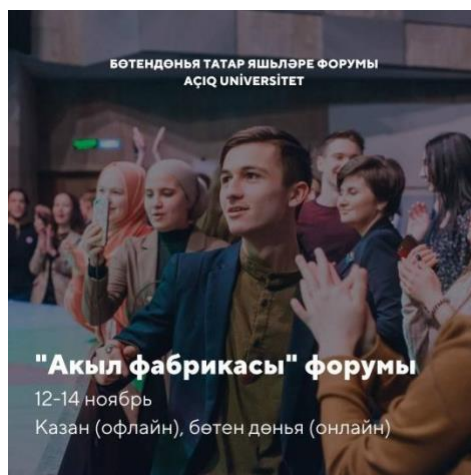 БӨТЕНДӨНЬЯ ТАТАР ЯШЬЛӘРЕ ФОРУМЫ
AÇIQ UNİVERSİTET
"Акыл фабрикасы" форумы
12-14 ноябрь
Казан (офлайн), бөтен дөнья (онлайн)